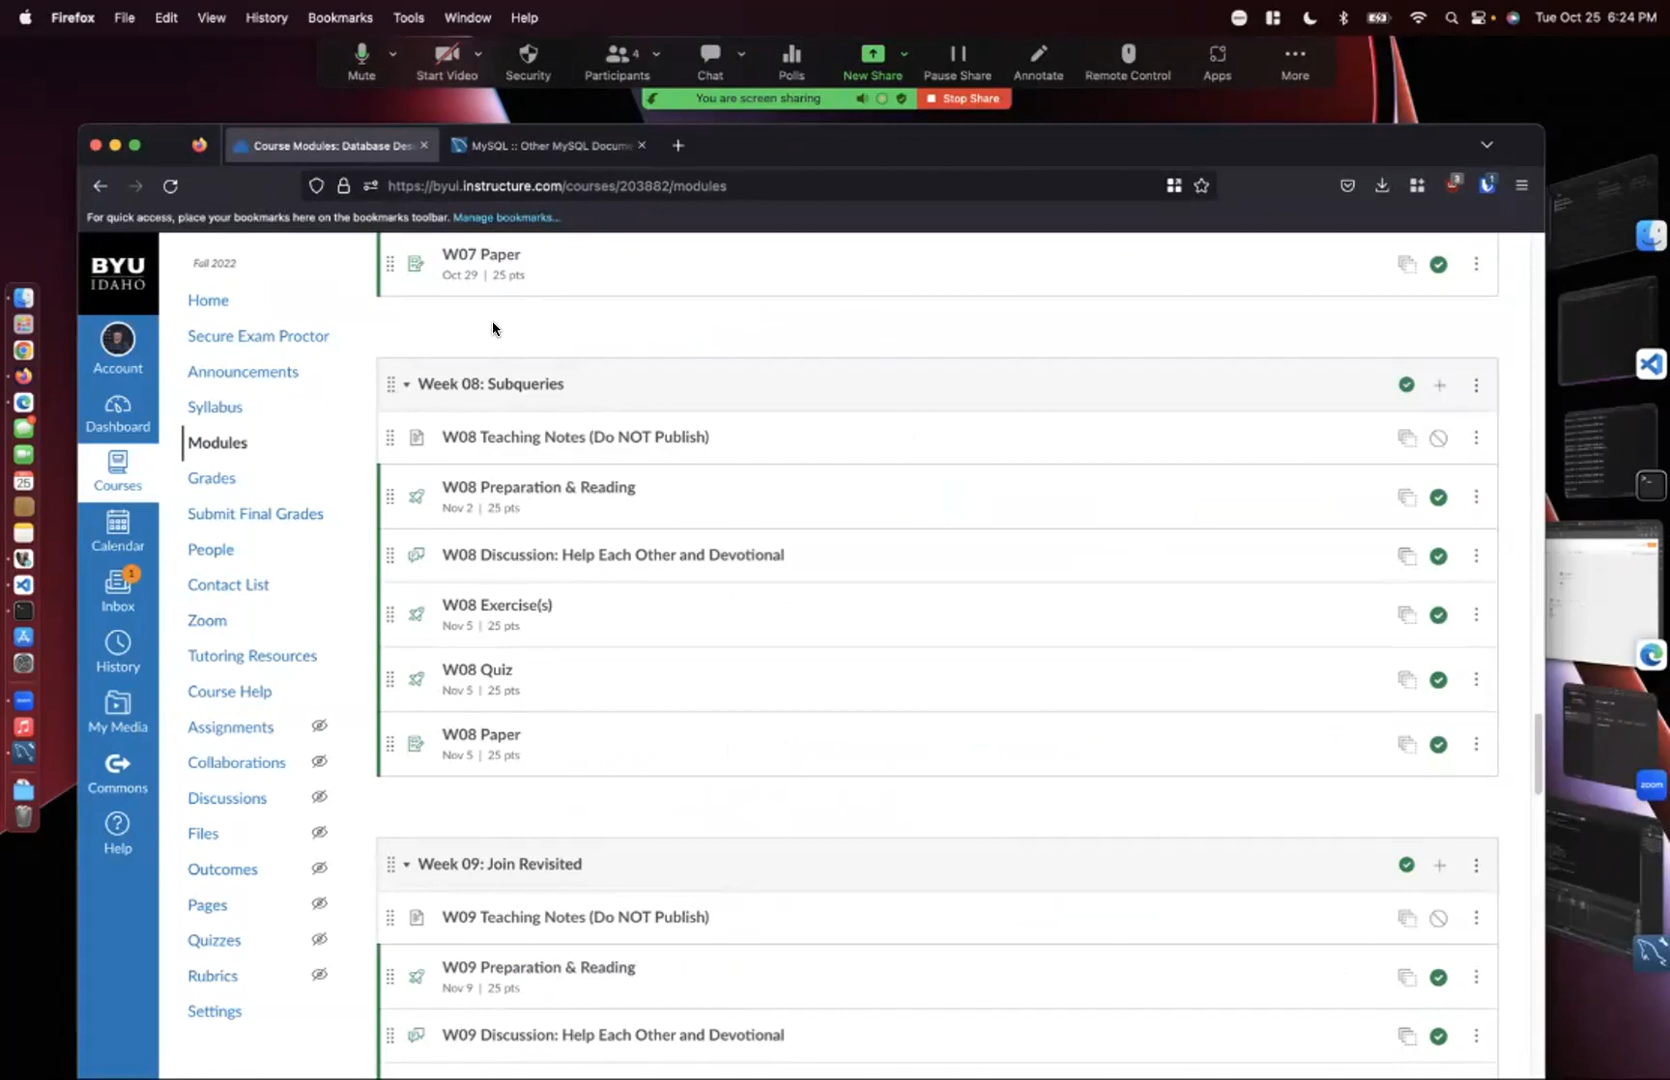 Firefox File Edit View History Bookmarks Tools Window Help
Tue Oct 25 6:24 PM
4
Mute Start Video Security Participants Chat Polls New Share Pause Share Annotate Remote Control Apps More
You are screen sharing Stop Share
Course Modules: Database Des
MySQL :: Other MySQL Docume
https://byui.instructure.com/courses/203882/modules
3
1
For quick access, place your bookmarks here on the bookmarks toolbar. Manage bookmarks...
BYU
IDAHO
Account
Dashboard
Courses
Calendar
1
Inbox
History
My Media
Commons
Help
Fall 2022
Home
Secure Exam Proctor
Announcements
Syllabus
Modules
Grades
Submit Final Grades
People
Contact List
Zoom
Tutoring Resources
Course Help
Assignments
Collaborations
Discussions
Files
Outcomes
Pages
Quizzes
Rubrics
Settings
W07 Paper
Oct 29 | 25 pts
Week 08: Subqueries
W08 Teaching Notes (Do NOT Publish)
W08 Preparation & Reading
Nov 2 | 25 pts
W08 Discussion: Help Each Other and Devotional
W08 Exercise(s)
Nov 5 | 25 pts
W08 Quiz
Nov 5 | 25 pts
W08 Paper
Nov 5 | 25 pts
Week 09: Join Revisited
W09 Teaching Notes (Do NOT Publish)
W09 Preparation & Reading
Nov 9 | 25 pts
W09 Discussion: Help Each Other and Devotional
25
zoom